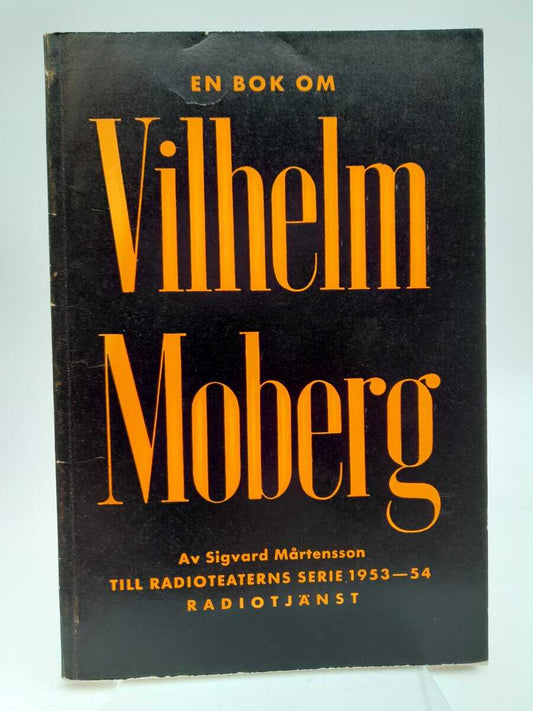 EN BOK OM
Vilhelm
Moberg
Av Sigvard Mårtensson
TILL RADIOTEATERNS SERIE 1953—54
RADIOTJÄNST